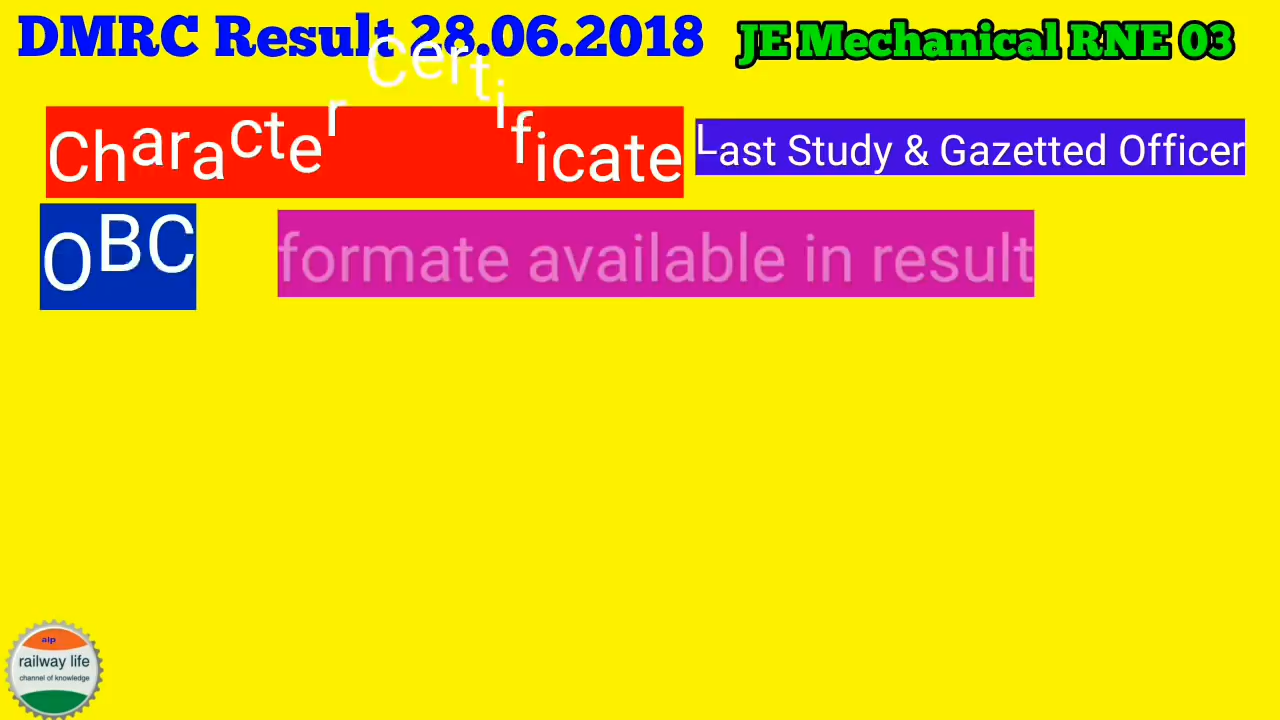 DMRC Result 28.06.2018
JE Mechanical RNE 03
Character Certificate
Last Study & Gazetted Officer
OBC
formate available in result
alp
railway life
channel of knowledge